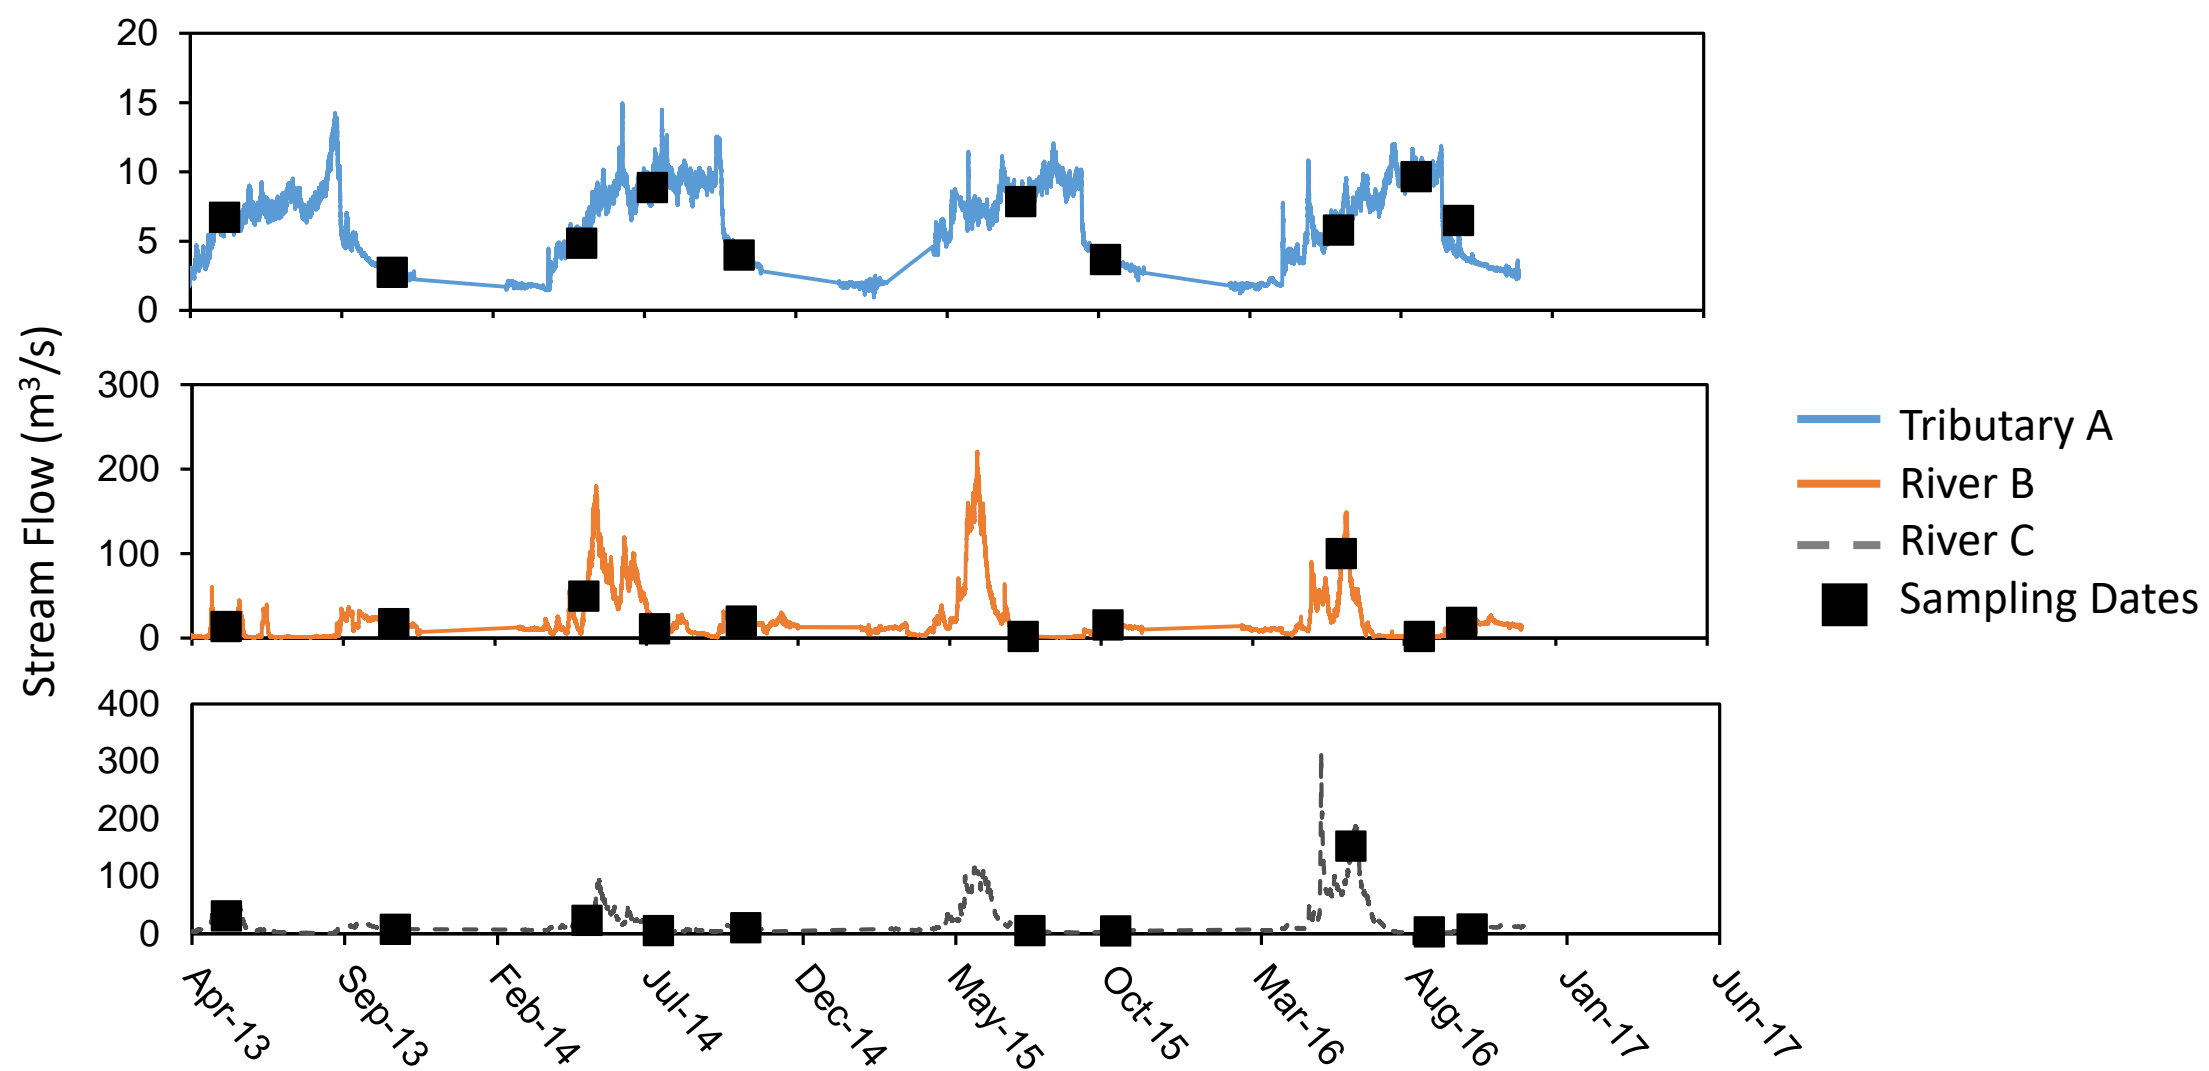 20
15
10
5
0
300
200
100
0
400
300
200
100
0
Stream Flow (m³/s)
Apr-13
Sep-13
Feb-14
Jul-14
Dec-14
May-15
Oct-15
Mar-16
Aug-16
Jan-17
Jun-17
Tributary A
River B
River C
Sampling Dates